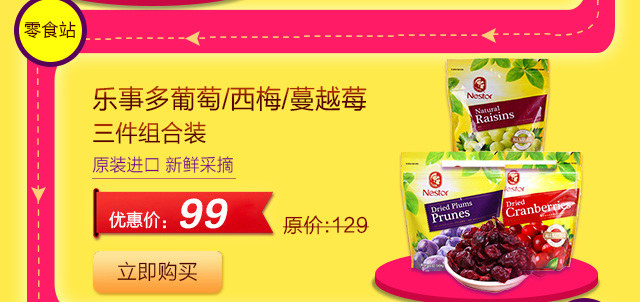 零食站
乐事多葡萄/西梅/蔓越莓
三件组合装
原装进口 新鲜采摘
优惠价: 99
原价:129
立即购买
Nestor
Natural
Raisins
Nestor
Dried Plums
Prunes
Nestor
Dried
Cranberries